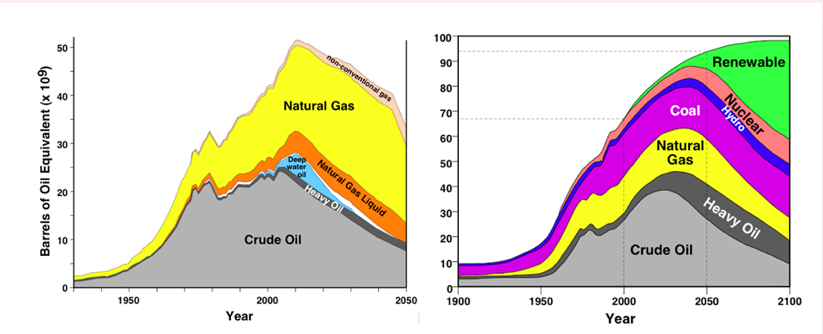 Barrels of Oil Equivalent (x 10⁹)
50
40
30
20
10
0
non-conventional gas
Natural Gas
Natural Gas Liquid
Deep
water
oil
Heavy Oil
Crude Oil
1950
2000
2050
Year
100
90
80
70
60
50
40
30
20
10
0
Renewable
Nuclear
Hydro
Coal
Natural
Gas
Heavy Oil
Crude Oil
1900
1950
2000
2050
2100
Year